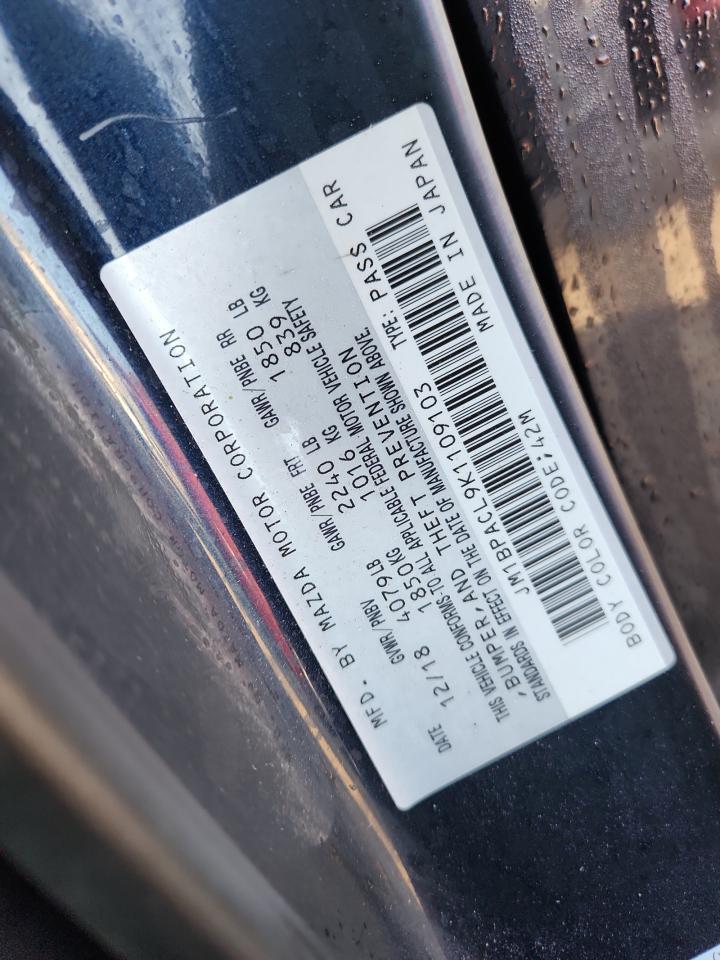 MFD. BY MAZDA MOTOR CORPORATION
DATE GVWR/PNBV GAWR/PNBE FRT GAWR/PNBE RR
12/18 4079LB 2240 LB 1850 LB
1850KG 1016 KG 839 KG
THIS VEHICLE CONFORMS TO ALL APPLICABLE FEDERAL MOTOR VEHICLE SAFETY
, BUMPER, AND THEFT PREVENTION
STANDARDS IN EFFECT ON THE DATE OF MANUFACTURE SHOWN ABOVE.
JM1BPACL9K1109103 TYPE: PASS CAR
BODY COLOR CODE: 42M MADE IN JAPAN